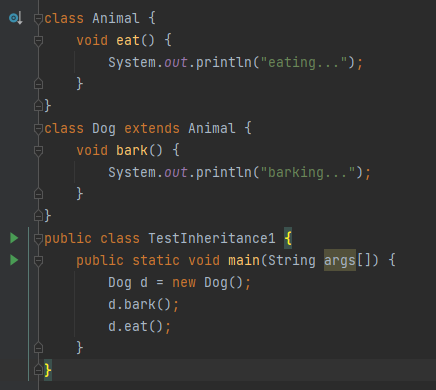 class Animal {
    void eat() {
        System.out.println("eating...");
    }
}
class Dog extends Animal {
    void bark() {
        System.out.println("barking...");
    }
}
public class TestInheritance1 {
    public static void main(String args[]) {
        Dog d = new Dog();
        d.bark();
        d.eat();
    }
}